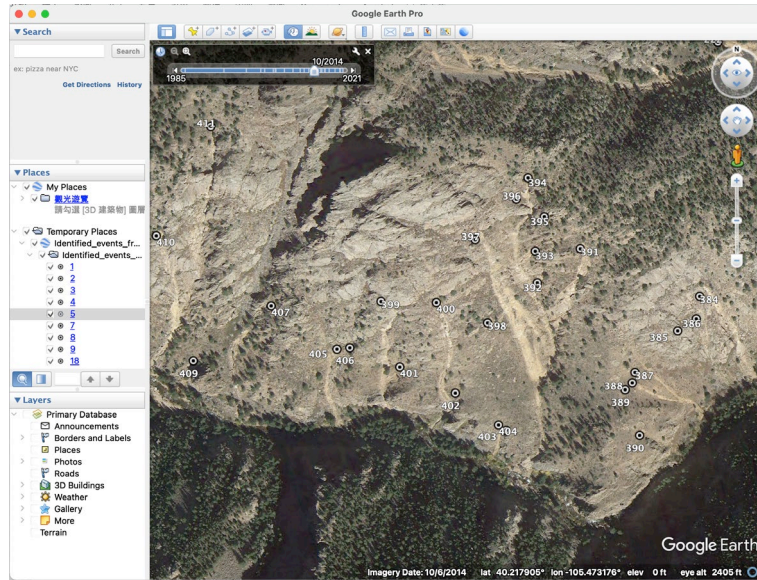 Google Earth Pro
Search
Search
ex: pizza near NYC
Get Directions History
Places
My Places
觀光遊覽
請勾選 [3D 建築物] 圖層
Temporary Places
Identified_events_fr...
Identified_events_...
1
2
3
4
5
7
8
9
18
Layers
Primary Database
Announcements
Borders and Labels
Places
Photos
Roads
3D Buildings
Weather
Gallery
More
Terrain
10/2014
1985 2021
N
411
394
396
395
410
397
393
391
392
384
407
399
400
386
398
385
405
406
409
401
387
388
389
402
403
404
390
Google Earth
Imagery Date: 10/6/2014 lat 40.217905° lon -105.473176° elev 0 ft eye alt 2405 ft